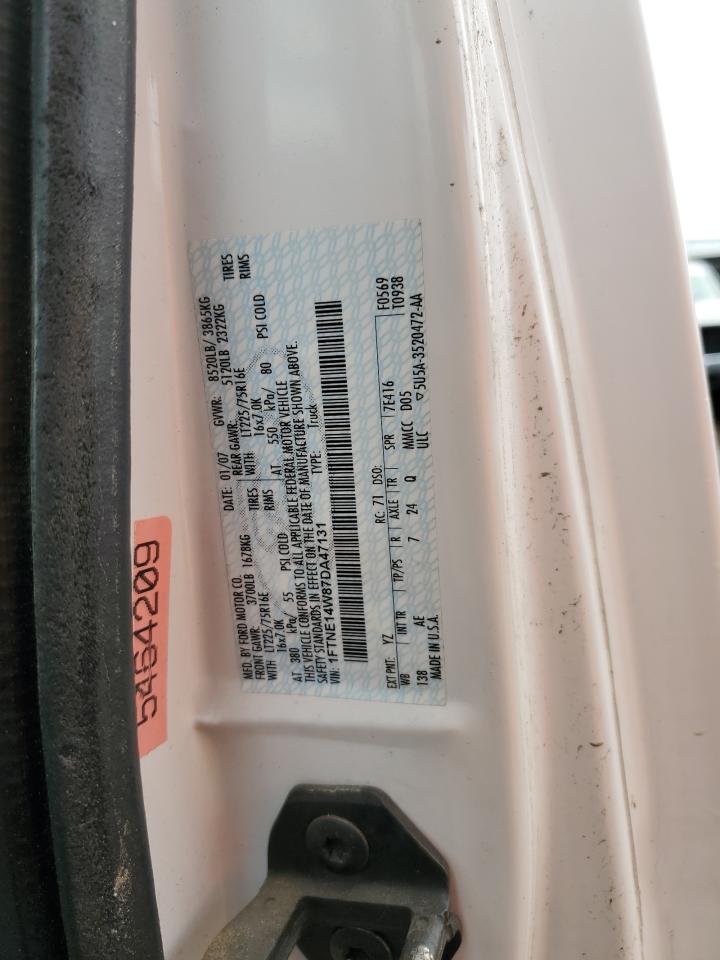 5464209
MFD. BY FORD MOTOR CO.
DATE: 01/07
GVWR: 8520LB/ 3865KG
FRONT GAWR: 3700LB 1678KG
REAR GAWR: 5120LB 2322KG
WITH LT225/75R16E TIRES
WITH LT225/75R16E TIRES
16x7.0K RIMS
16x7.0K RIMS
AT 380 kPa/ 55 PSI COLD
AT 550 kPa/ 80 PSI COLD
THIS VEHICLE CONFORMS TO ALL APPLICABLE FEDERAL MOTOR VEHICLE
SAFETY STANDARDS IN EFFECT ON THE DATE OF MANUFACTURE SHOWN ABOVE.
VIN: 1FTNE14W87DA47131
TYPE: Truck
F0569
T0938
EXT PNT: YZ RC: 71 DSO:
WB INT TR TP/PS R AXLE TR SPR 7E416
138 AE 7 24 Q MMCC D05
MADE IN U.S.A. ULC ▽5U5A-3520472-AA